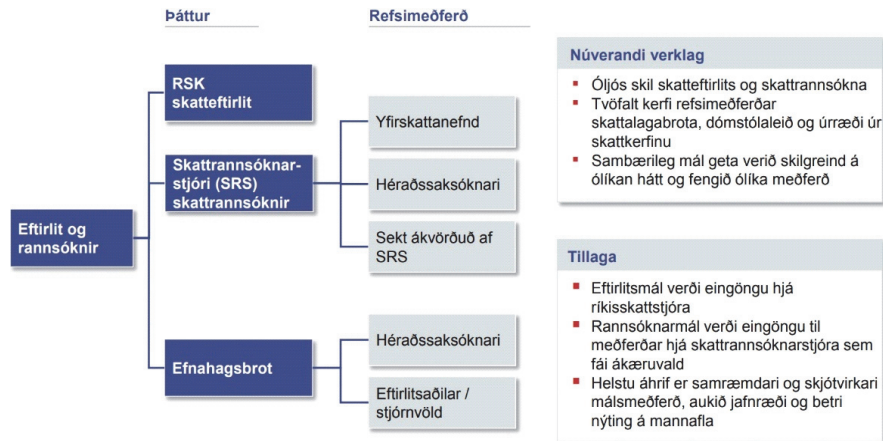 Þáttur
Refsimeðferð
Eftirlit og
rannsóknir
RSK
skatteftirlit
Skattrannsóknar-
stjóri (SRS)
skattrannsóknir
Efnahagsbrot
Yfirskattanefnd
Héraðssaksóknari
Sekt ákvörðuð af
SRS
Héraðssaksóknari
Eftirlitsaðilar /
stjórnvöld
Núverandi verklag
Óljós skil skatteftirlits og skattrannsókna
Tvöfalt kerfi refsimeðferðar
skattalagabrota, dómstólaleið og úrræði úr
skattkerfinu
Sambærileg mál geta verið skilgreind á
ólíkan hátt og fengið ólíka meðferð
Tillaga
Eftirlitsmál verði eingöngu hjá
ríkisskattstjóra
Rannsóknarmál verði eingöngu til
meðferðar hjá skattrannsóknarstjóra sem
fái ákæruvald
Helstu áhrif er samræmdari og skjótvirkari
málsmeðferð, aukið jafnræði og betri
nýting á mannafla